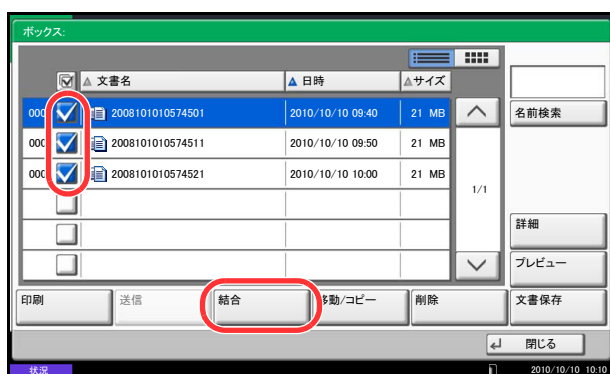 ボックス:
文書名 日時 サイズ
000 2008101010574501 2010/10/10 09:40 21 MB 名前検索
000 2008101010574511 2010/10/10 09:50 21 MB
000 2008101010574521 2010/10/10 10:00 21 MB
1/1
詳細
プレビュー
印刷 送信 結合 移動/コピー 削除 文書保存
閉じる
状況 2010/10/10 10:10